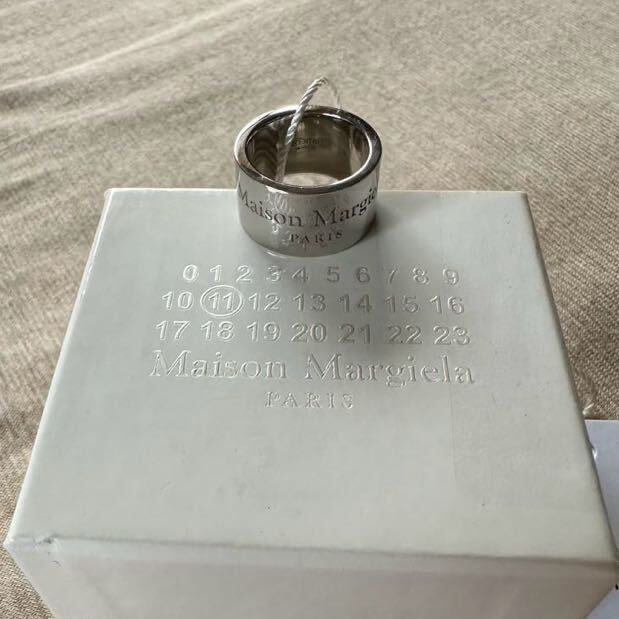 Maison Margie
PARIS
0 1 2 3 4 5 6 7 8 9
10 11 12 13 14 15 16
17 18 19 20 21 22 23
Maison Margiela
PARIS